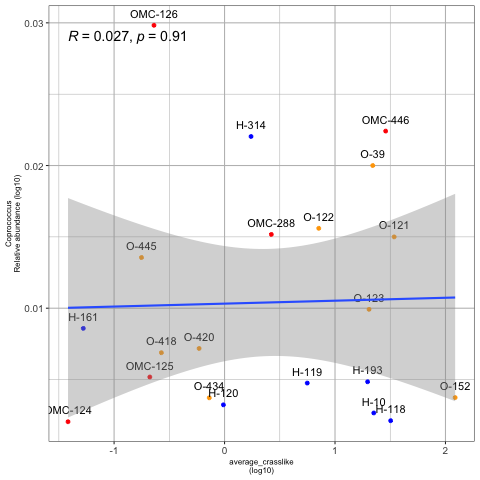 OMC-126
0.03
R = 0.027, p = 0.91
H-314
OMC-446
O-39
0.02
OMC-288
O-122
O-121
O-445
Coprococcus
Relative abundance (log10)
O-123
0.01
H-161
O-418
O-420
OMC-125
H-119
H-193
O-434
O-152
H-120
H-10
H-118
OMC-124
-1
0
1
2
average_crasslike
(log10)